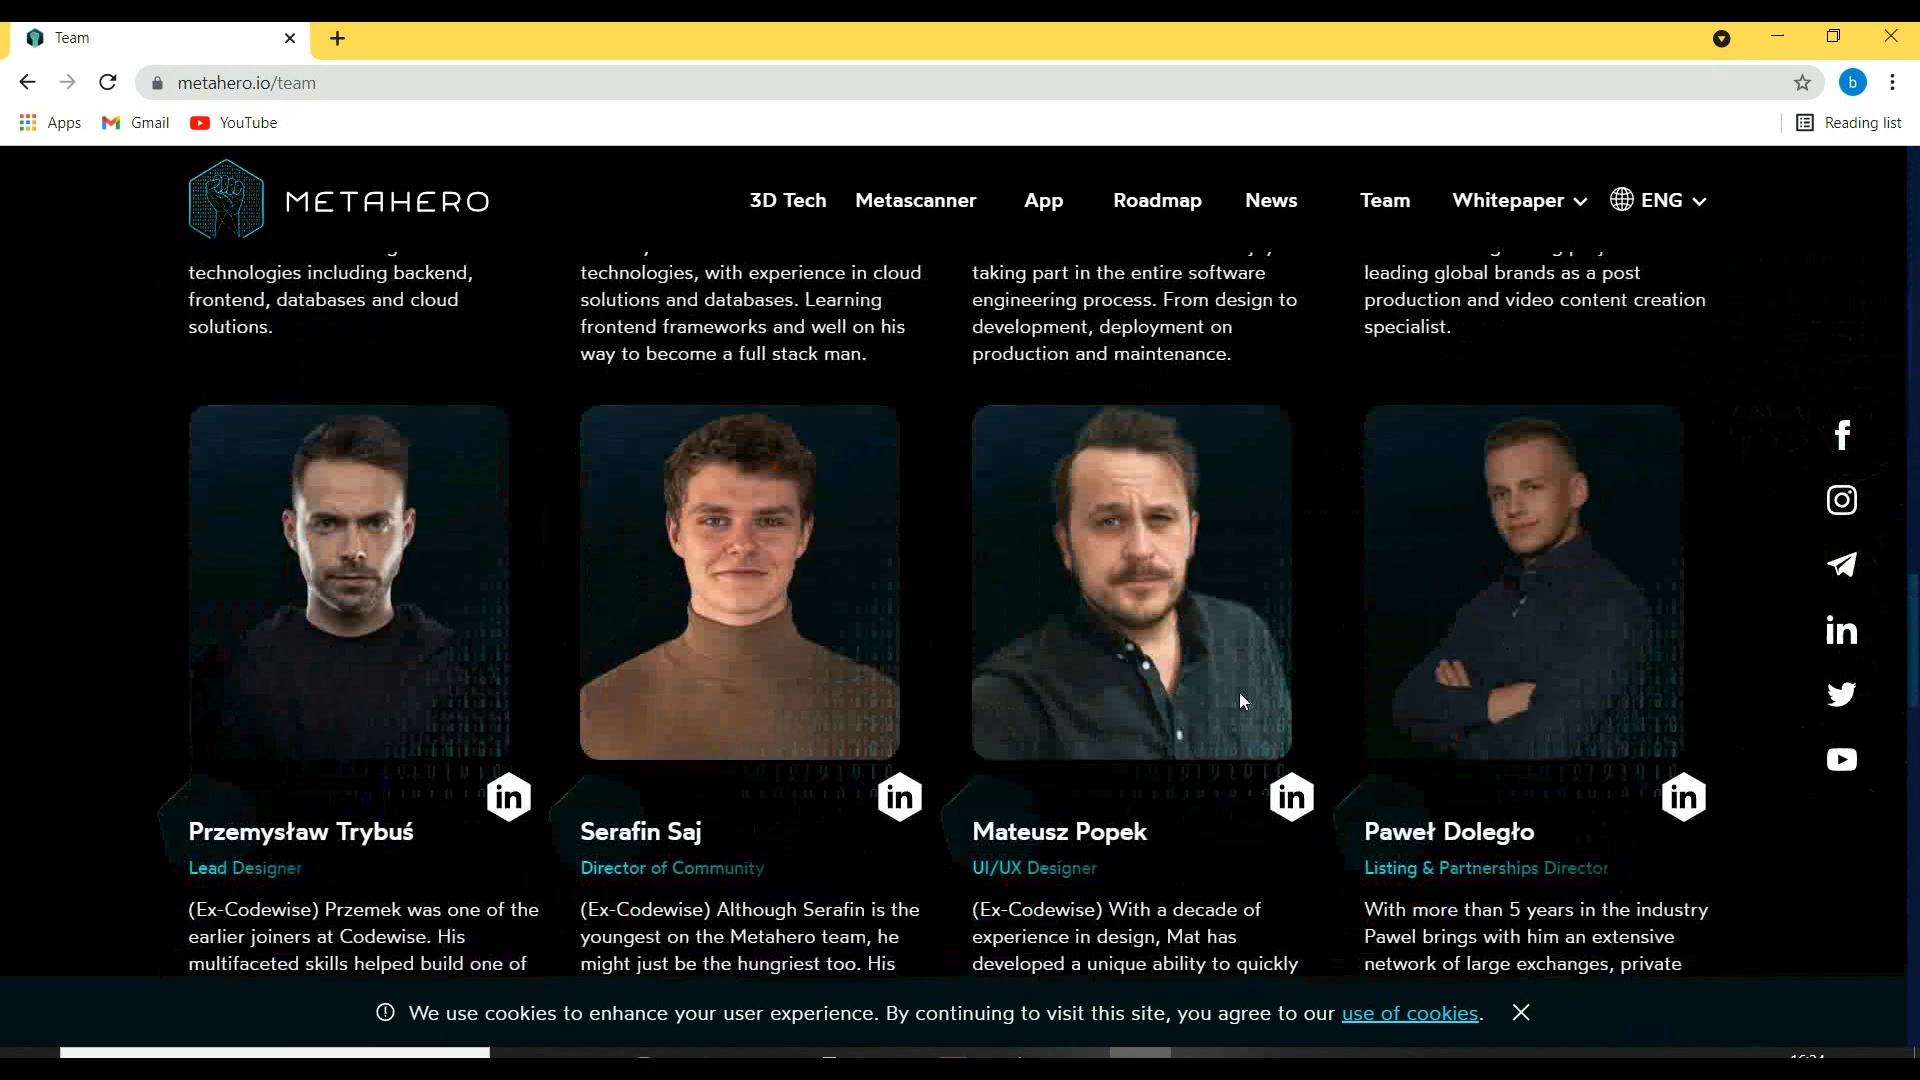 Team
metahero.io/team
b
Apps
Gmail
YouTube
Reading list
METAHERO
3D Tech
Metascanner
App
Roadmap
News
Team
Whitepaper
ENG
technologies including backend,
frontend, databases and cloud
solutions.
technologies, with experience in cloud
solutions and databases. Learning
frontend frameworks and well on his
way to become a full stack man.
taking part in the entire software
engineering process. From design to
development, deployment on
production and maintenance.
leading global brands as a post
production and video content creation
specialist.
in
in
in
in
in
Przemysław Trybuś
Lead Designer
(Ex-Codewise) Przemek was one of the
earlier joiners at Codewise. His
multifaceted skills helped build one of
Serafin Saj
Director of Community
(Ex-Codewise) Although Serafin is the
youngest on the Metahero team, he
might just be the hungriest too. His
Mateusz Popek
UI/UX Designer
(Ex-Codewise) With a decade of
experience in design, Mat has
developed a unique ability to quickly
Paweł Doległo
Listing & Partnerships Director
With more than 5 years in the industry
Pawel brings with him an extensive
network of large exchanges, private
We use cookies to enhance your user experience. By continuing to visit this site, you agree to our use of cookies.